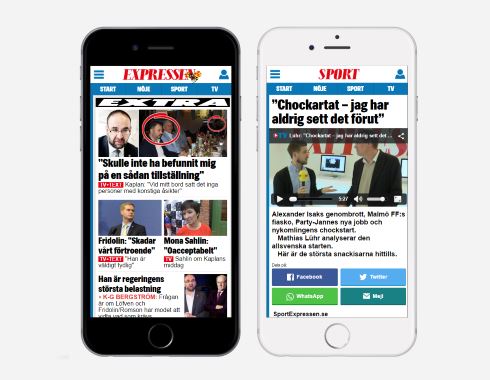 EXPRESSEN
START NÖJE SPORT TV
EXTRA
"Skulle inte ha befunnit mig
på en sådan tillställning"
TV+TEXT Kaplan. "Vid mitt bord satt det inga
personer med konstiga åsikter"
Fridolin: "Skadar
vårt förtroende"
TV+TEXT "Han är
väldigt tydlig"
Mona Sahlin:
"Oacceptabelt"
TV Sahlin om Kaplans
middag
Han är regeringens
största belastning
• K-G BERGSTRÖM: Frågan
är om Löfven och
Fridolin/Romson har modet att
SPORT
START NÖJE SPORT TV
"Chockartat – jag har
aldrig sett det förut"
TV Lühr: "Chockartat – jag har aldrig sett det ...
5:27
Alexander Isaks genombrott, Malmö FF:s
fiasko, Party-Jannes nya jobb och
nykomlingens chockstart.
Mathias Lühr analyserar den
allsvenska starten.
Här är de största snackisarna hittills.
Dela på:
Facebook
Twitter
WhatsApp
Mejl
SportExpressen.se